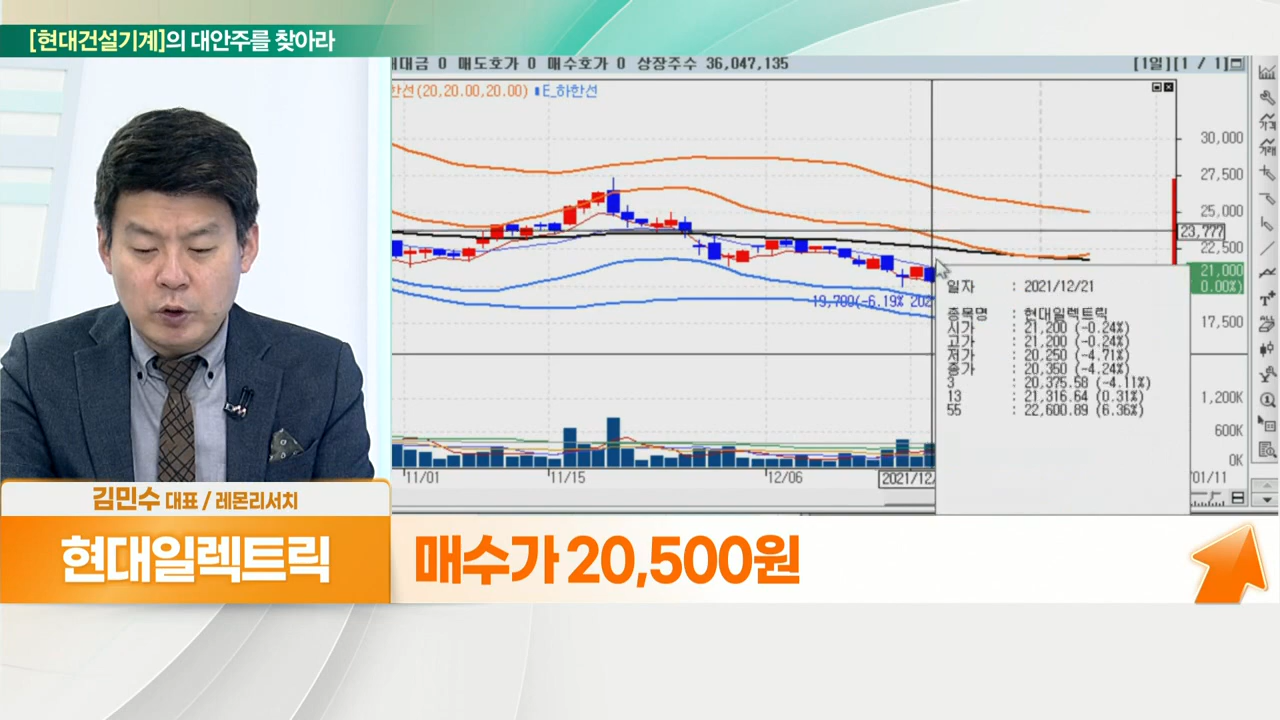 [현대건설기계]의 대안주를 찾아라
대금 0 매도호가 0 매수호가 0 상장주수 36,047,135
[1일][1 / 1]
한선(20,20.00,20.00) E_하한선
30,000
27,500
25,000
23,777
22,500
21,000
0.00%)
19,700(-6.19% 202
17,500
일자 : 2021/12/21
종목명 : 현대일렉트릭
시가 : 21,200 (-0.24%)
고가 : 21,200 (-0.24%)
저가 : 20,250 (-4.71%)
종가 : 20,350 (-4.24%)
3 : 20,375.58 (-4.11%)
13 : 21,316.64 (0.31%)
55 : 22,600.89 (6.36%)
1,200K
600K
0K
11/01 11/15 12/06 2021/12/ 01/11
김민수 대표 / 레몬리서치
현대일렉트릭
매수가 20,500원